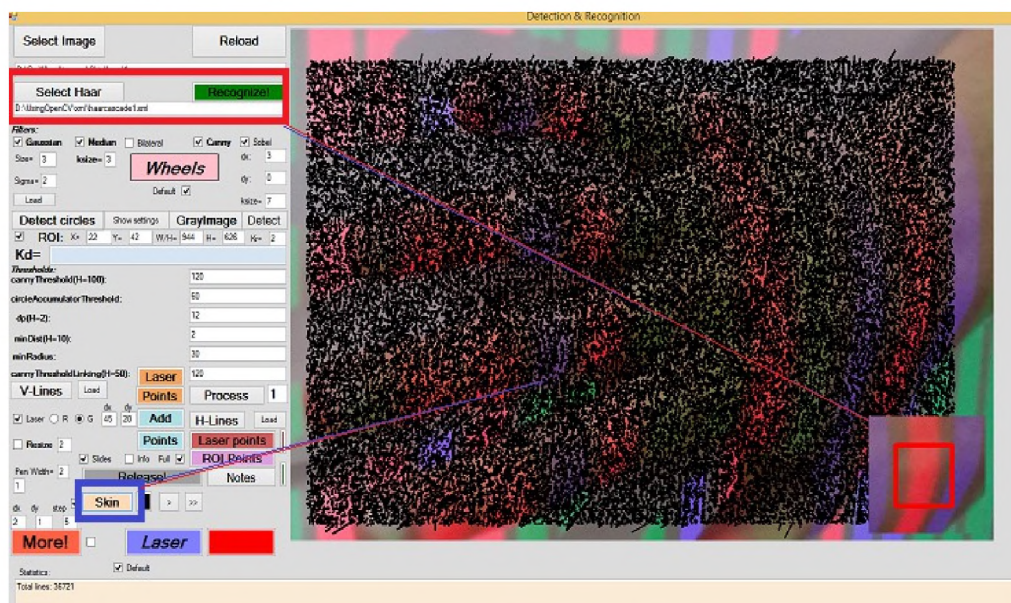 Detection & Recognition
Select Image Reload
Select Haar Recognize!
D:\UsingOpenCV\xml\haarcascade1.xml
Filters:
Gaussian Median Bilateral Canny Sobel
Size= 3 ksize= 3 Wheels dx: 3
Sigma= 2 dy: 0
Default
Load ksize= 7
Detect circles Show settings GrayImage Detect
ROI: X= 22 Y= 42 W/H= 944 H= 626 K= 2
Kd=
Thresholds:
cannyThreshold(H=100): 120
circleAccumulatorThreshold: 60
dp(H=2): 12
minDist(H=10): 2
minRadius: 30
cannyThresholdLinking(H=50): 120
Laser
V-Lines Load Points Process 1
dx dy
Laser R G 45 20 Add H-Lines Load
Resize 2 Points Laser points
Slides Info Full ROI Points
Pen Width= 2 Release! Notes
1
Skin > >>
dx dy step
2 1 5
More! Laser
Statistics: Default
Total lines: 36721